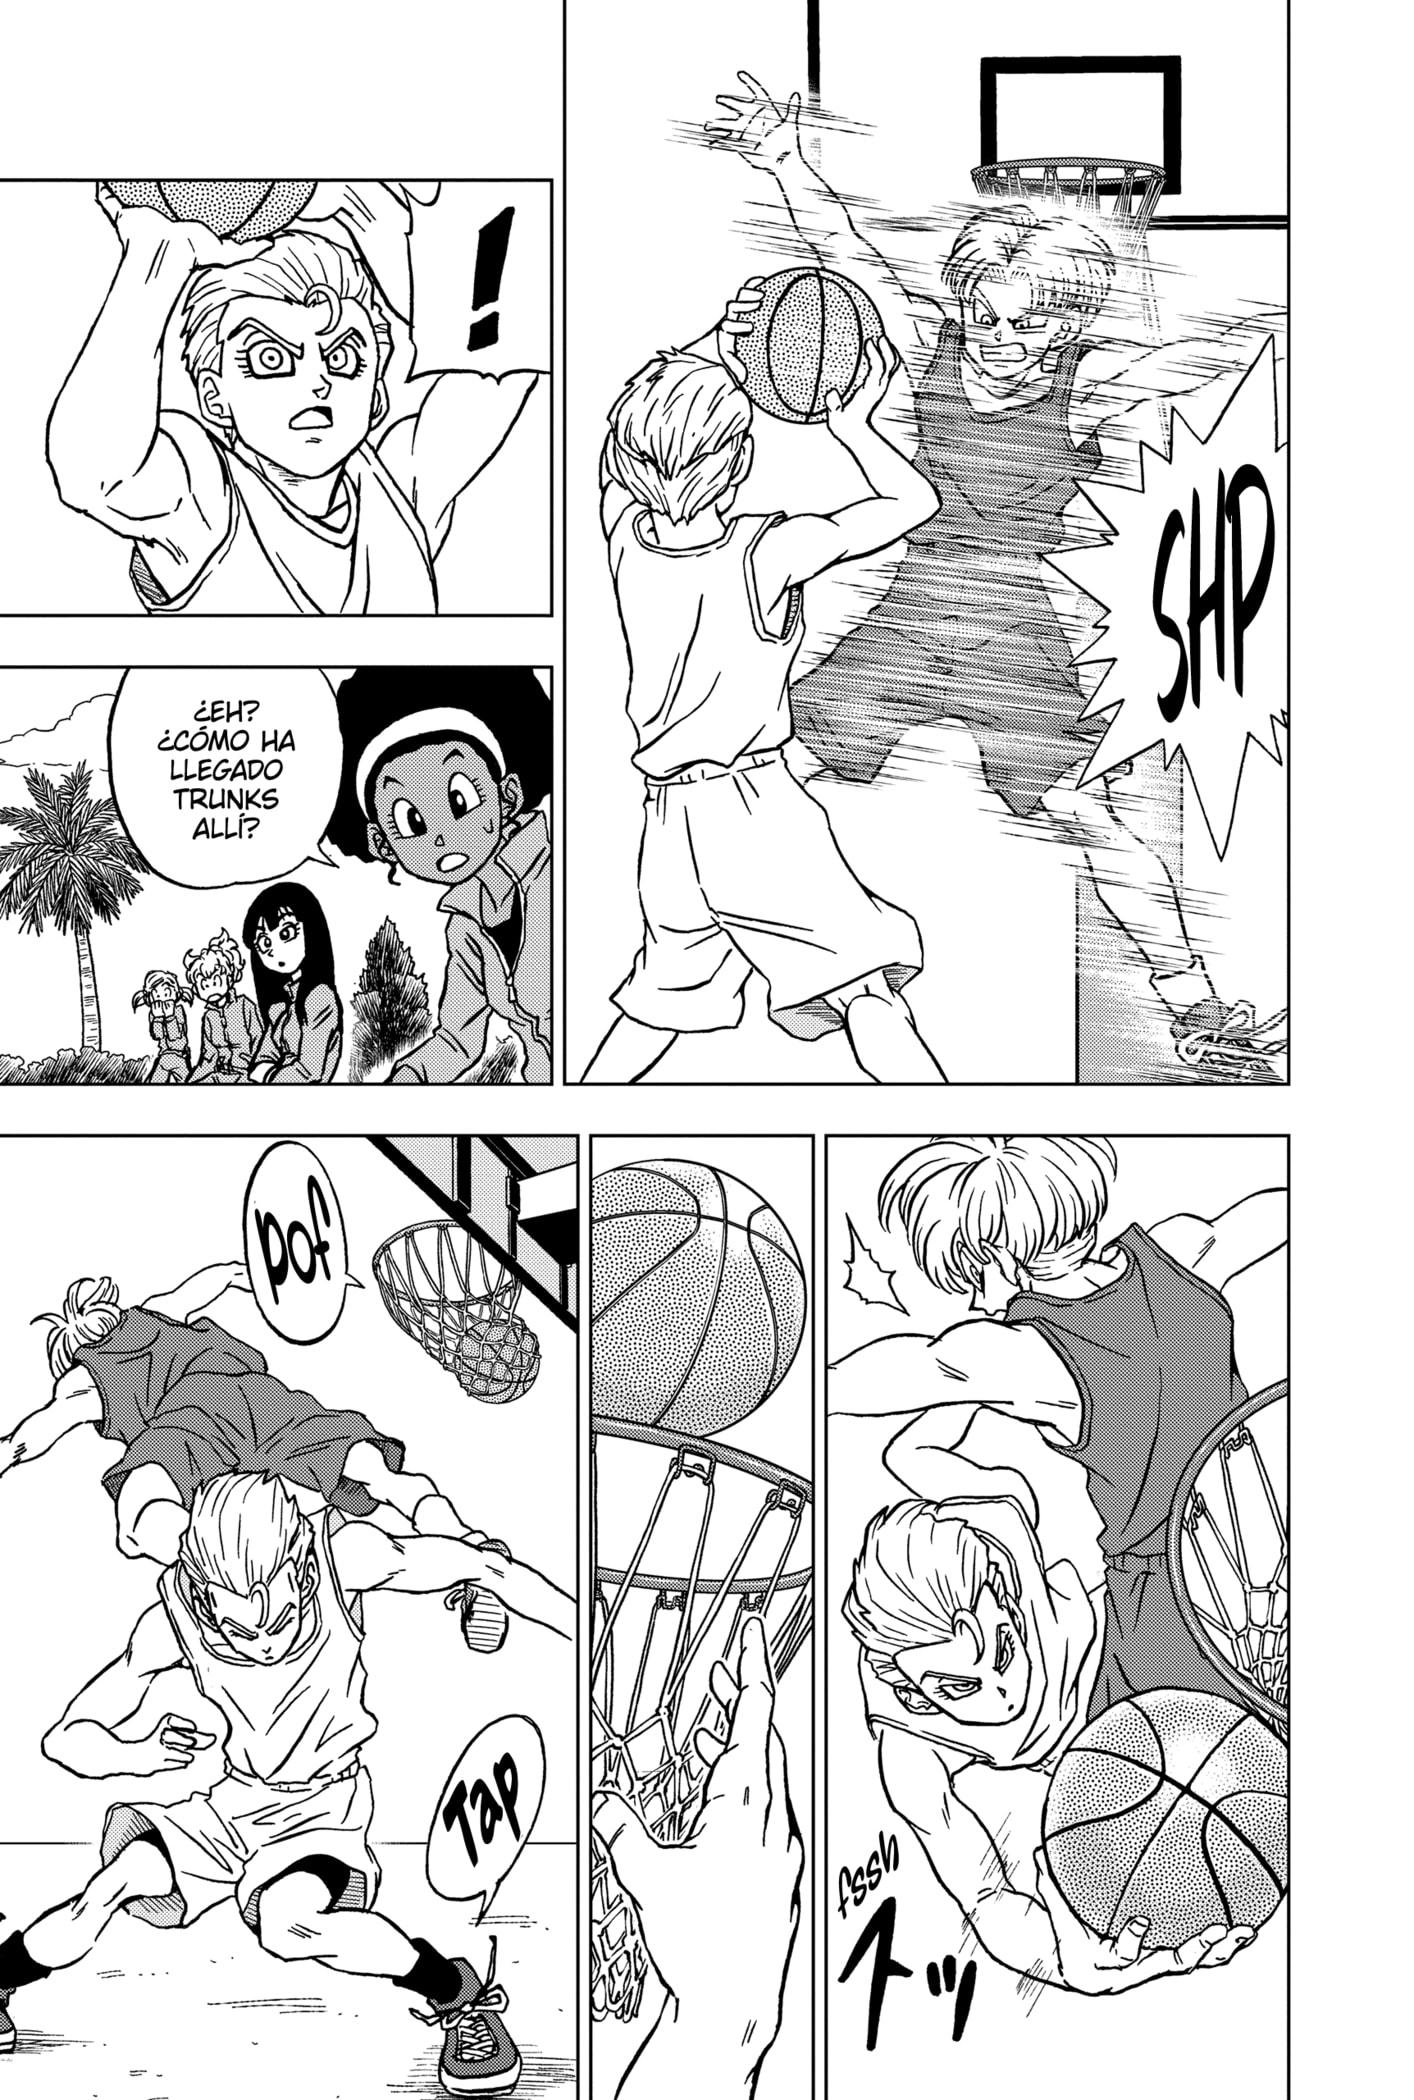 SHP
!
¿EH?
¿CÓMO HA
LLEGADO
TRUNKS
ALLÍ?
fssh
スッ
pof
Tap